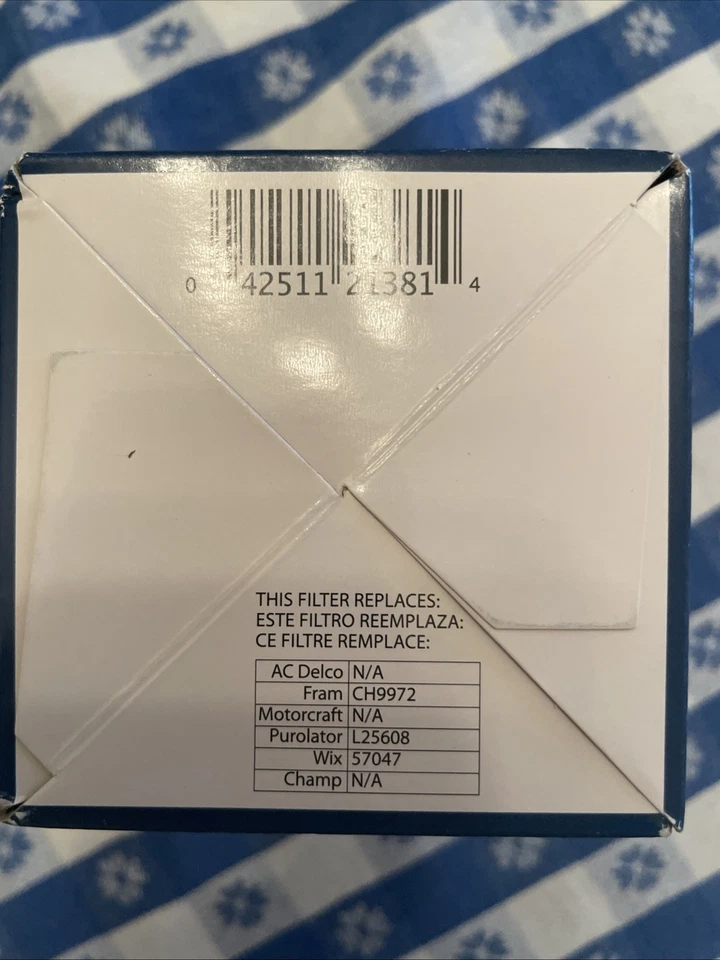 0 42511 21381 4
THIS FILTER REPLACES:
ESTE FILTRO REEMPLAZA:
CE FILTRE REMPLACE:
AC Delco N/A
Fram CH9972
Motorcraft N/A
Purolator L25608
Wix 57047
Champ N/A